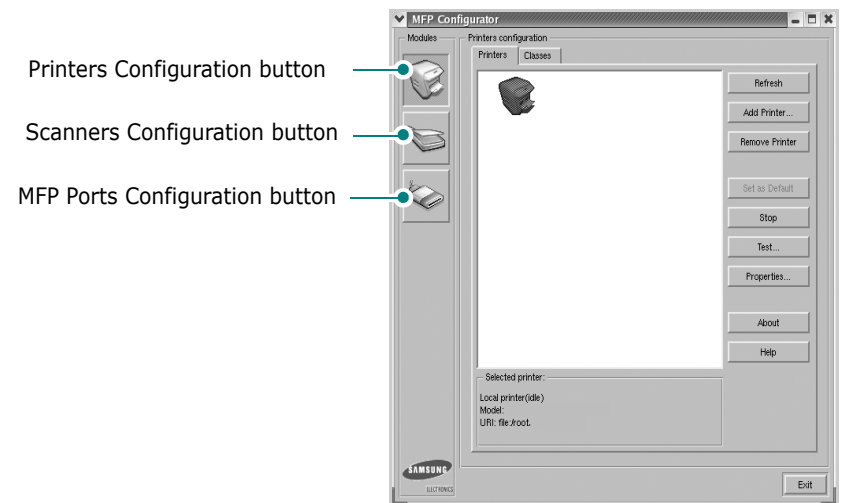 MFP Configurator
Modules
Printers configuration
Printers
Classes
Printers Configuration button
Scanners Configuration button
MFP Ports Configuration button
Refresh
Add Printer...
Remove Printer
Set as Default
Stop
Test...
Properties...
About
Help
Selected printer:
Local printer(idle)
Model:
URI: file:/root.
SAMSUNG
ELECTRONICS
Exit